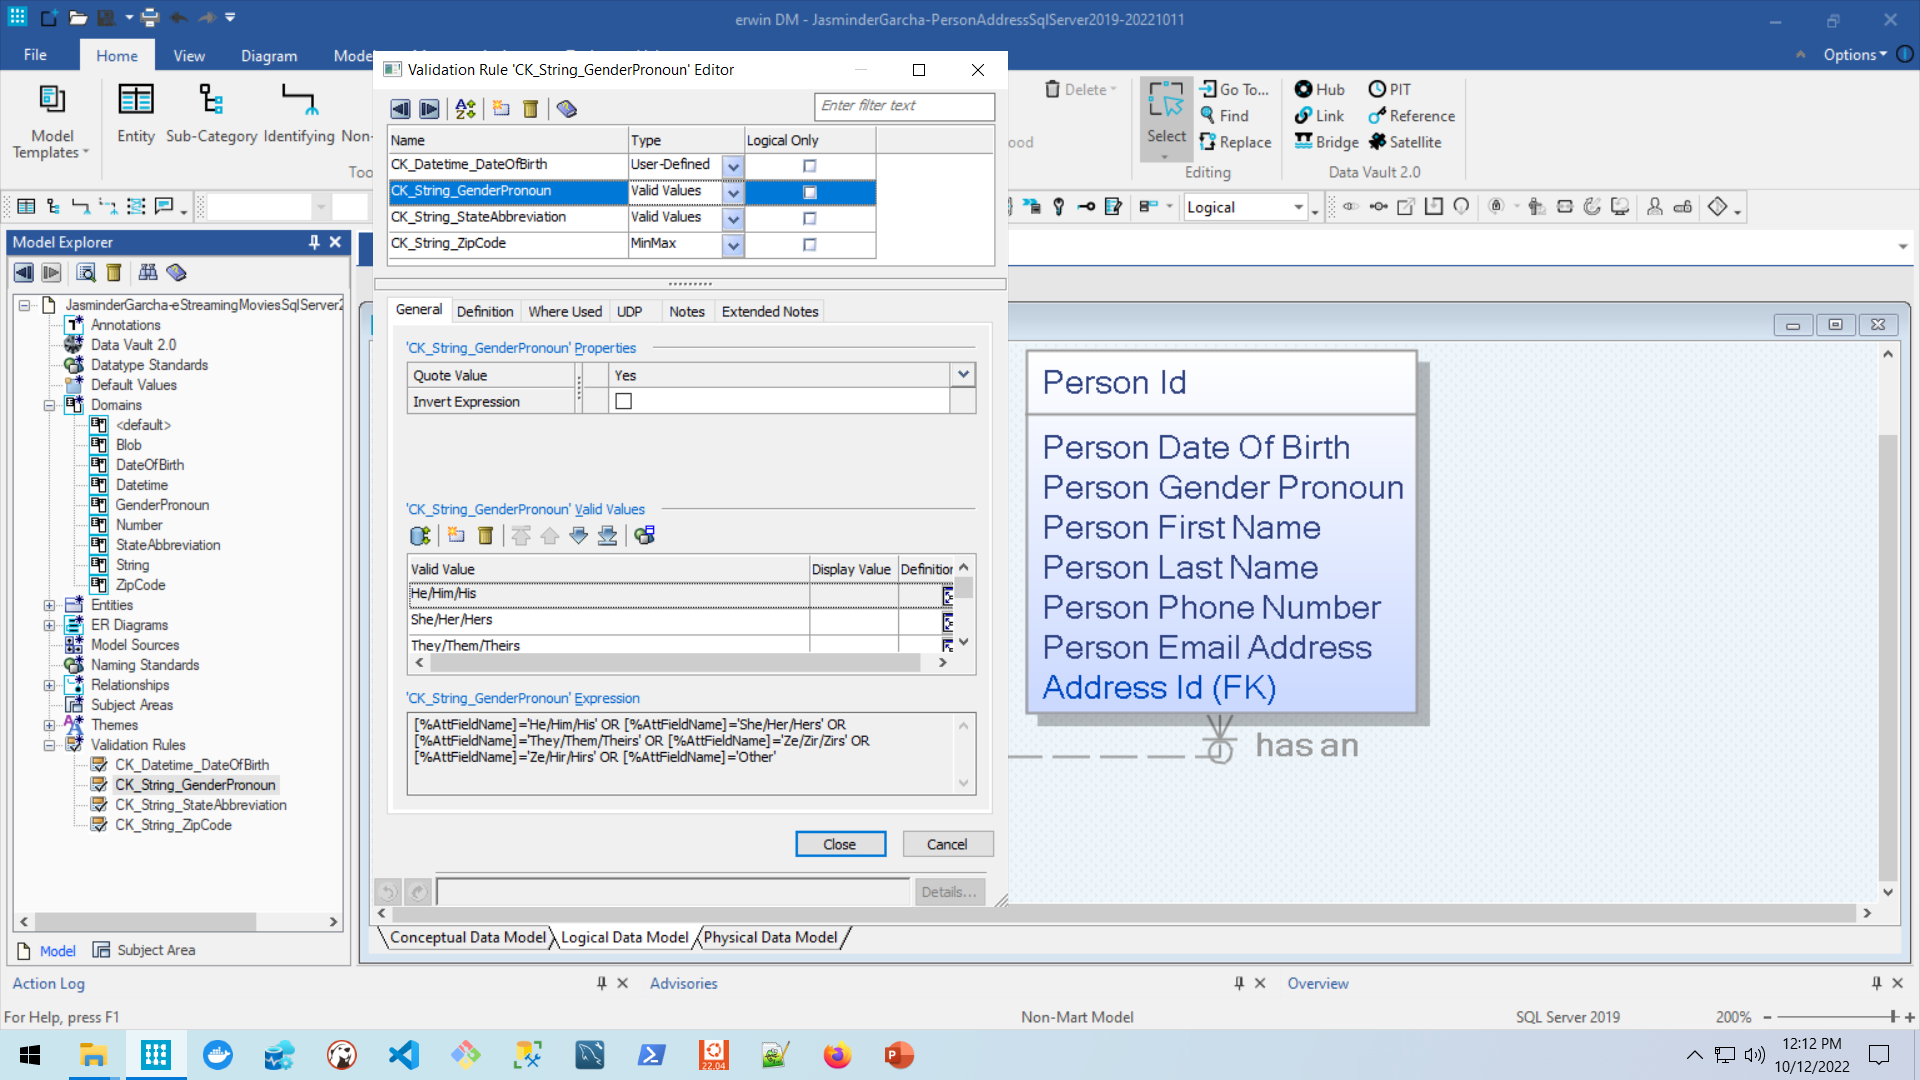 erwin DM - JasminderGarcha-PersonAddressSqlServer2019-20221011
File
Home
View
Diagram
Options
Validation Rule 'CK_String_GenderPronoun' Editor
Model
Templates
Entity
Sub-Category
Identifying
Non-
Delete
Select
Go To...
Find
Replace
Editing
Hub
Link
Bridge
PIT
Reference
Satellite
Data Vault 2.0
Logical
Enter filter text
Name
Type
Logical Only
CK_Datetime_DateOfBirth
User-Defined
CK_String_GenderPronoun
Valid Values
CK_String_StateAbbreviation
Valid Values
CK_String_ZipCode
MinMax
Model Explorer
JasminderGarcha-eStreamingMoviesSqlServer2
Annotations
Data Vault 2.0
Datatype Standards
Default Values
Domains
<default>
Blob
DateOfBirth
Datetime
GenderPronoun
Number
StateAbbreviation
String
ZipCode
Entities
ER Diagrams
Model Sources
Naming Standards
Relationships
Subject Areas
Themes
Validation Rules
CK_Datetime_DateOfBirth
CK_String_GenderPronoun
CK_String_StateAbbreviation
CK_String_ZipCode
Model
Subject Area
General
Definition
Where Used
UDP
Notes
Extended Notes
'CK_String_GenderPronoun' Properties
Quote Value
Yes
Invert Expression
'CK_String_GenderPronoun' Valid Values
Valid Value
Display Value
Definition
He/Him/His
She/Her/Hers
They/Them/Theirs
'CK_String_GenderPronoun' Expression
[%AttFieldName]='He/Him/His' OR [%AttFieldName]='She/Her/Hers' OR
[%AttFieldName]='They/Them/Theirs' OR [%AttFieldName]='Ze/Zir/Zirs' OR
[%AttFieldName]='Ze/Hir/Hirs' OR [%AttFieldName]='Other'
Close
Cancel
Details...
Person Id
Person Date Of Birth
Person Gender Pronoun
Person First Name
Person Last Name
Person Phone Number
Person Email Address
Address Id (FK)
has an
Conceptual Data Model
Logical Data Model
Physical Data Model
Action Log
Advisories
Overview
For Help, press F1
Non-Mart Model
SQL Server 2019
200%
22.04
12:12 PM
10/12/2022